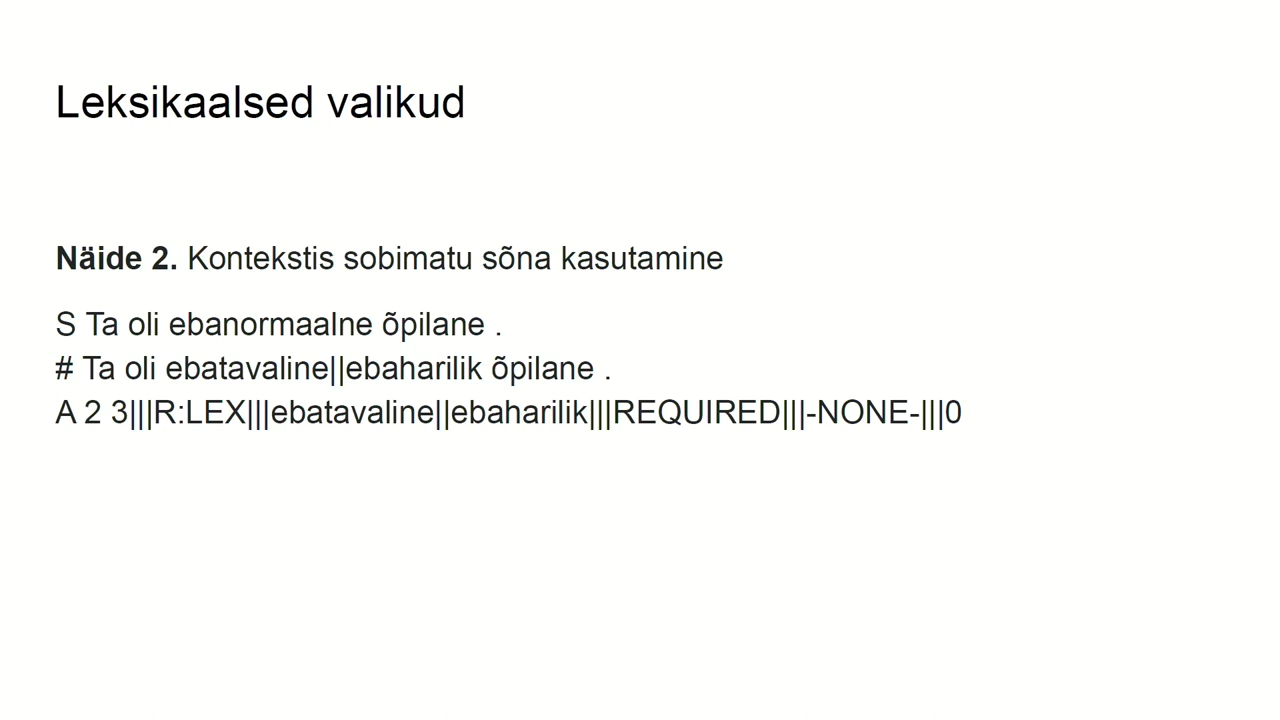 Leksikaalsed valikud
Näide 2. Kontekstis sobimatu sõna kasutamine
S Ta oli ebanormaalne õpilane .
# Ta oli ebatavaline||ebaharilik õpilane .
A 2 3|||R:LEX|||ebatavaline||ebaharilik|||REQUIRED|||-NONE-|||0